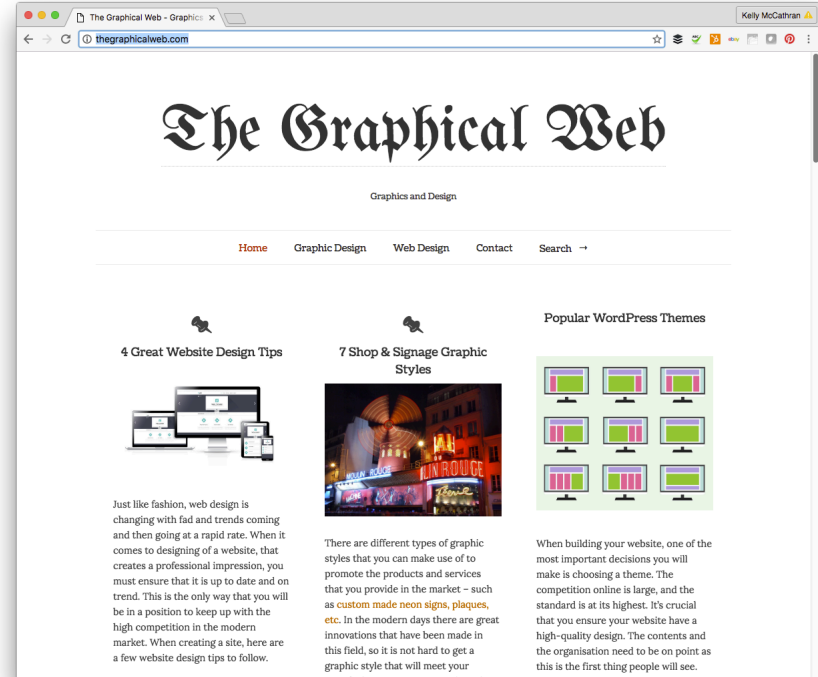 The Graphical Web - Graphics
Kelly McCathran
thegraphicalweb.com
The Graphical Web
Graphics and Design
Home Graphic Design Web Design Contact Search →
4 Great Website Design Tips
Just like fashion, web design is
changing with fad and trends coming
and then going at a rapid rate. When it
comes to designing of a website, that
creates a professional impression, you
must ensure that it is up to date and on
trend. This is the only way that you will
be in a position to keep up with the
high competition in the modern
market. When creating a site, here are
a few website design tips to follow.
7 Shop & Signage Graphic
Styles
MOULIN ROUGE
LIN ROUGE
There are different types of graphic
styles that you can make use of to
promote the products and services
that you provide in the market – such
as custom made neon signs, plaques,
etc. In the modern days there are great
innovations that have been made in
this field, so it is not hard to get a
graphic style that will meet your
Popular WordPress Themes
When building your website, one of the
most important decisions you will
make is choosing a theme. The
competition online is large, and the
standard is at its highest. It's crucial
that you ensure your website have a
high-quality design. The contents and
the organisation need to be on point as
this is the first thing people will see.